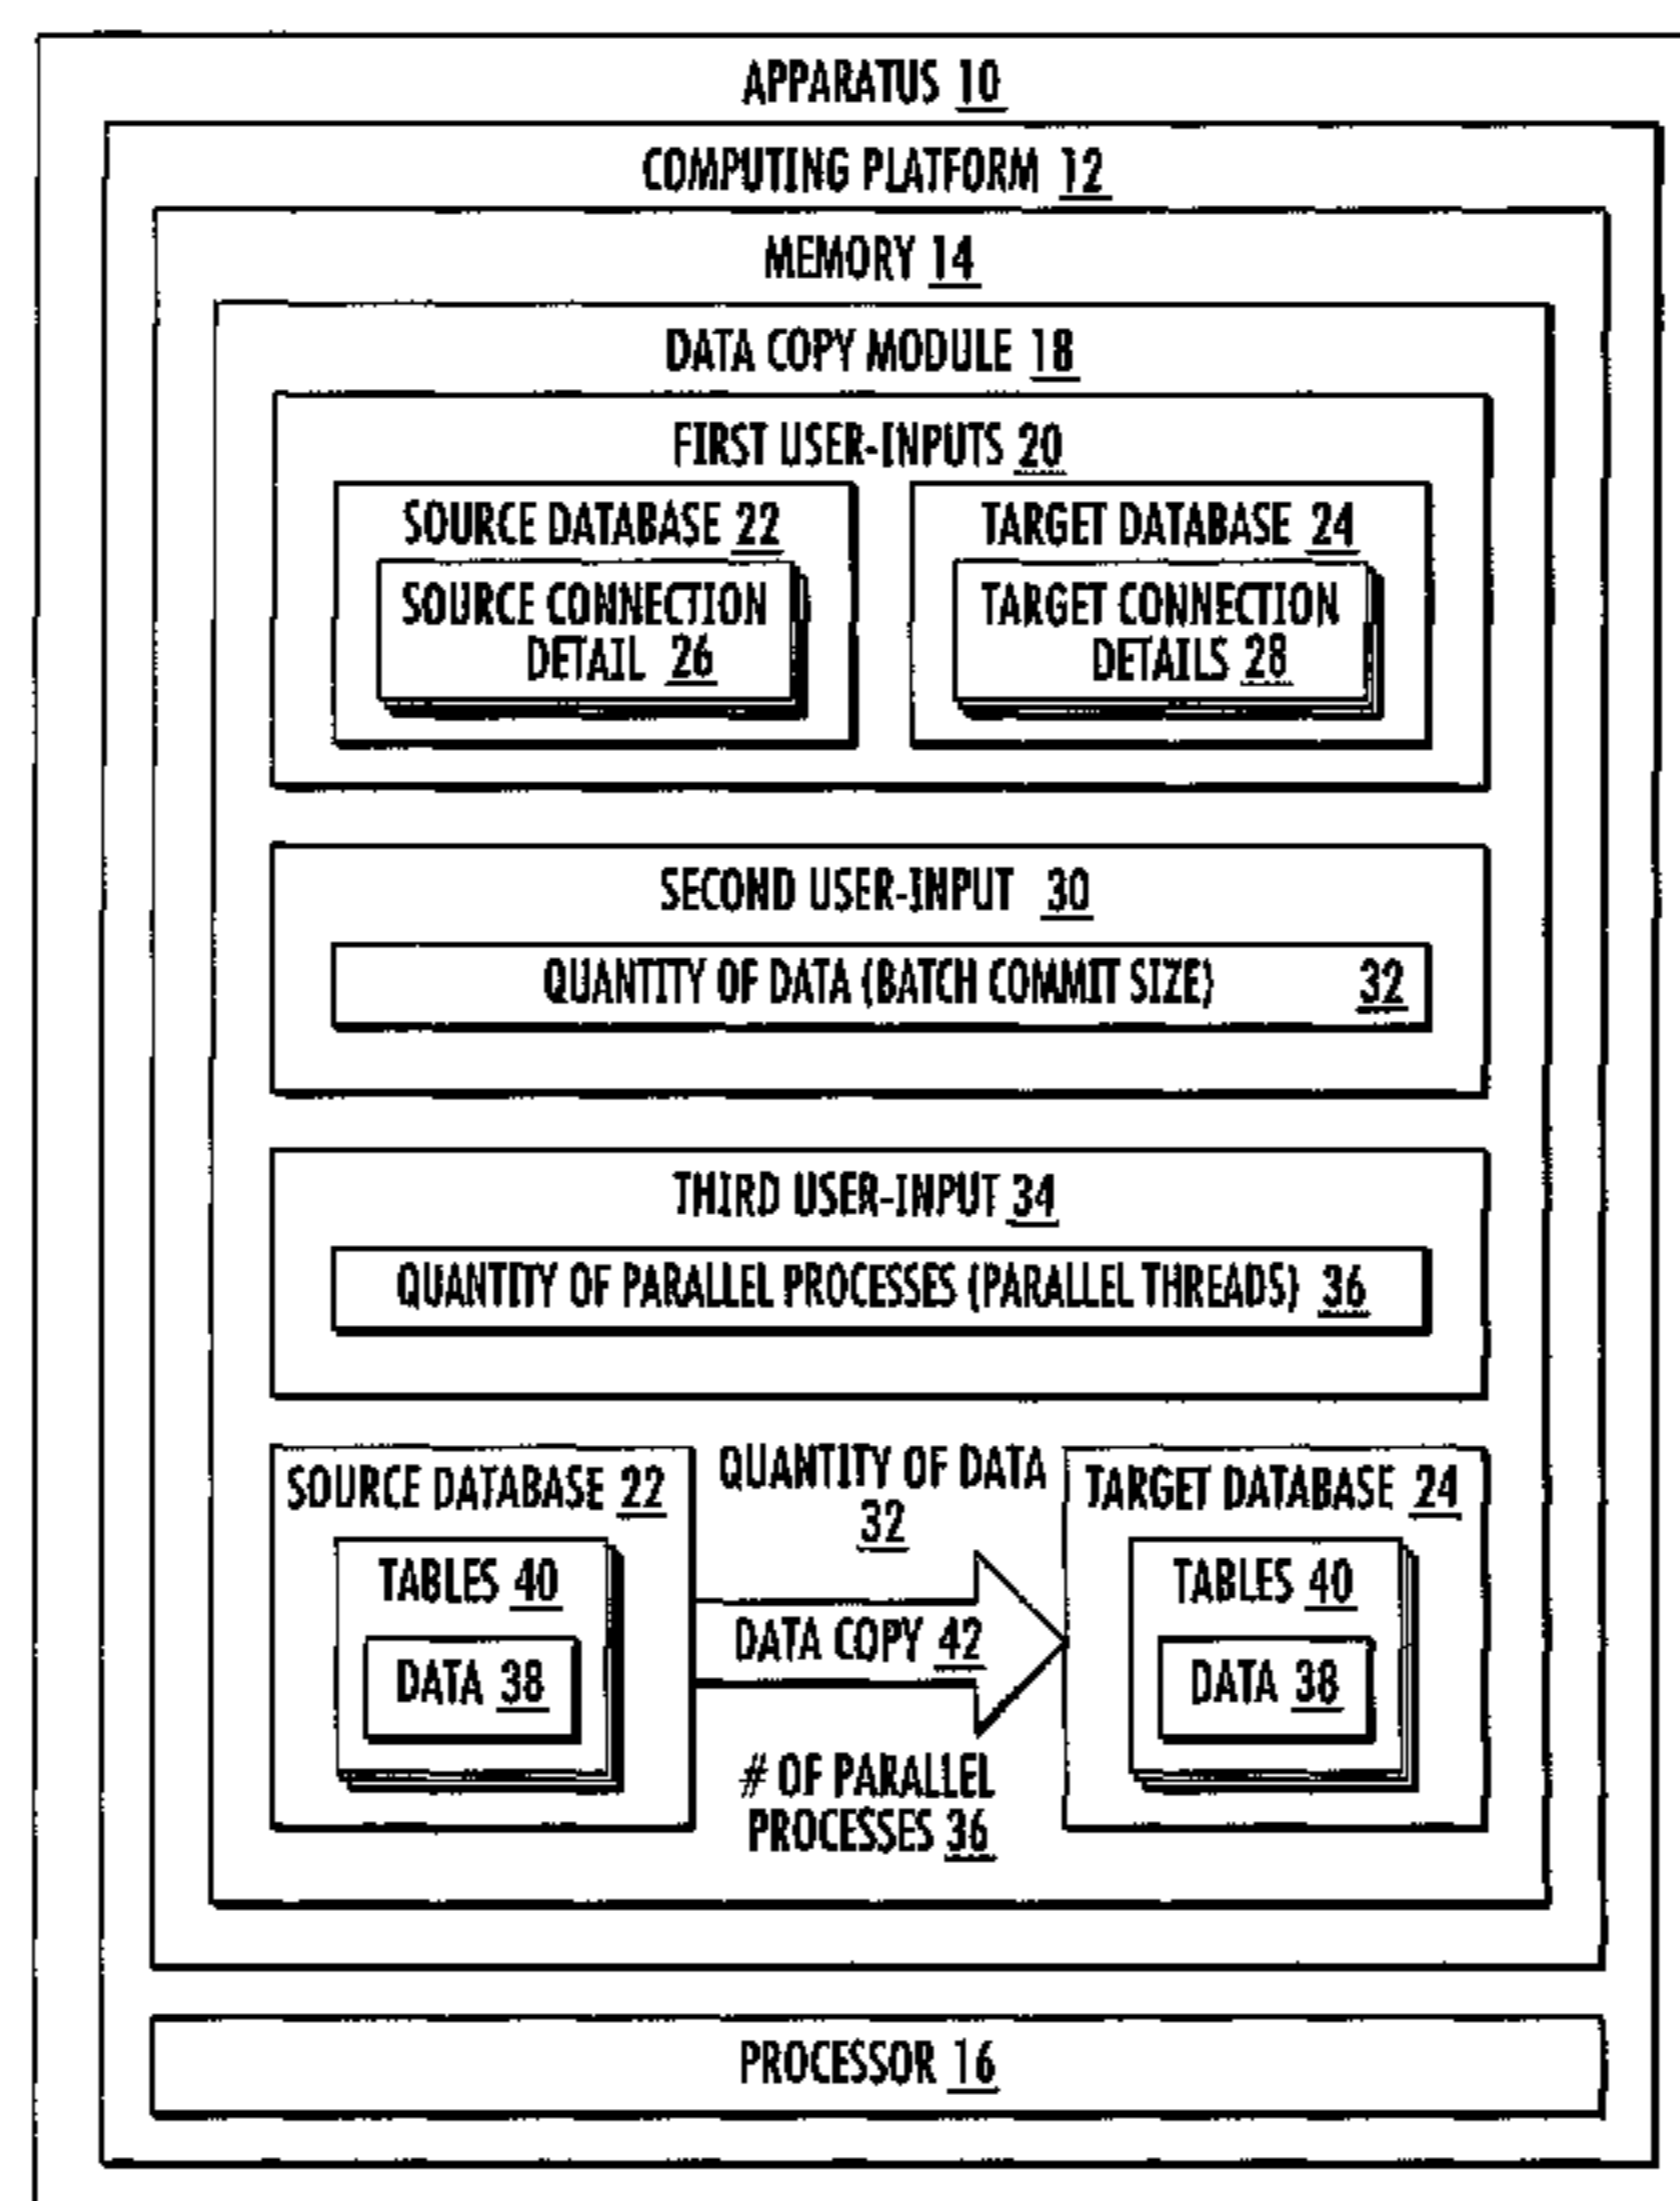 APPARATUS 10
COMPUTING PLATFORM 12
MEMORY 14
DATA COPY MODULE 18
FIRST USER-INPUTS 20
SOURCE DATABASE 22
SOURCE CONNECTION
DETAIL 26
TARGET DATABASE 24
TARGET CONNECTION
DETAILS 28
SECOND USER-INPUT 30
QUANTITY OF DATA (BATCH COMMIT SIZE) 32
THIRD USER-INPUT 34
QUANTITY OF PARALLEL PROCESSES (PARALLEL THREADS) 36
SOURCE DATABASE 22
TABLES 40
DATA 38
QUANTITY OF DATA
32
DATA COPY 42
# OF PARALLEL
PROCESSES 36
TARGET DATABASE 24
TABLES 40
DATA 38
PROCESSOR 16